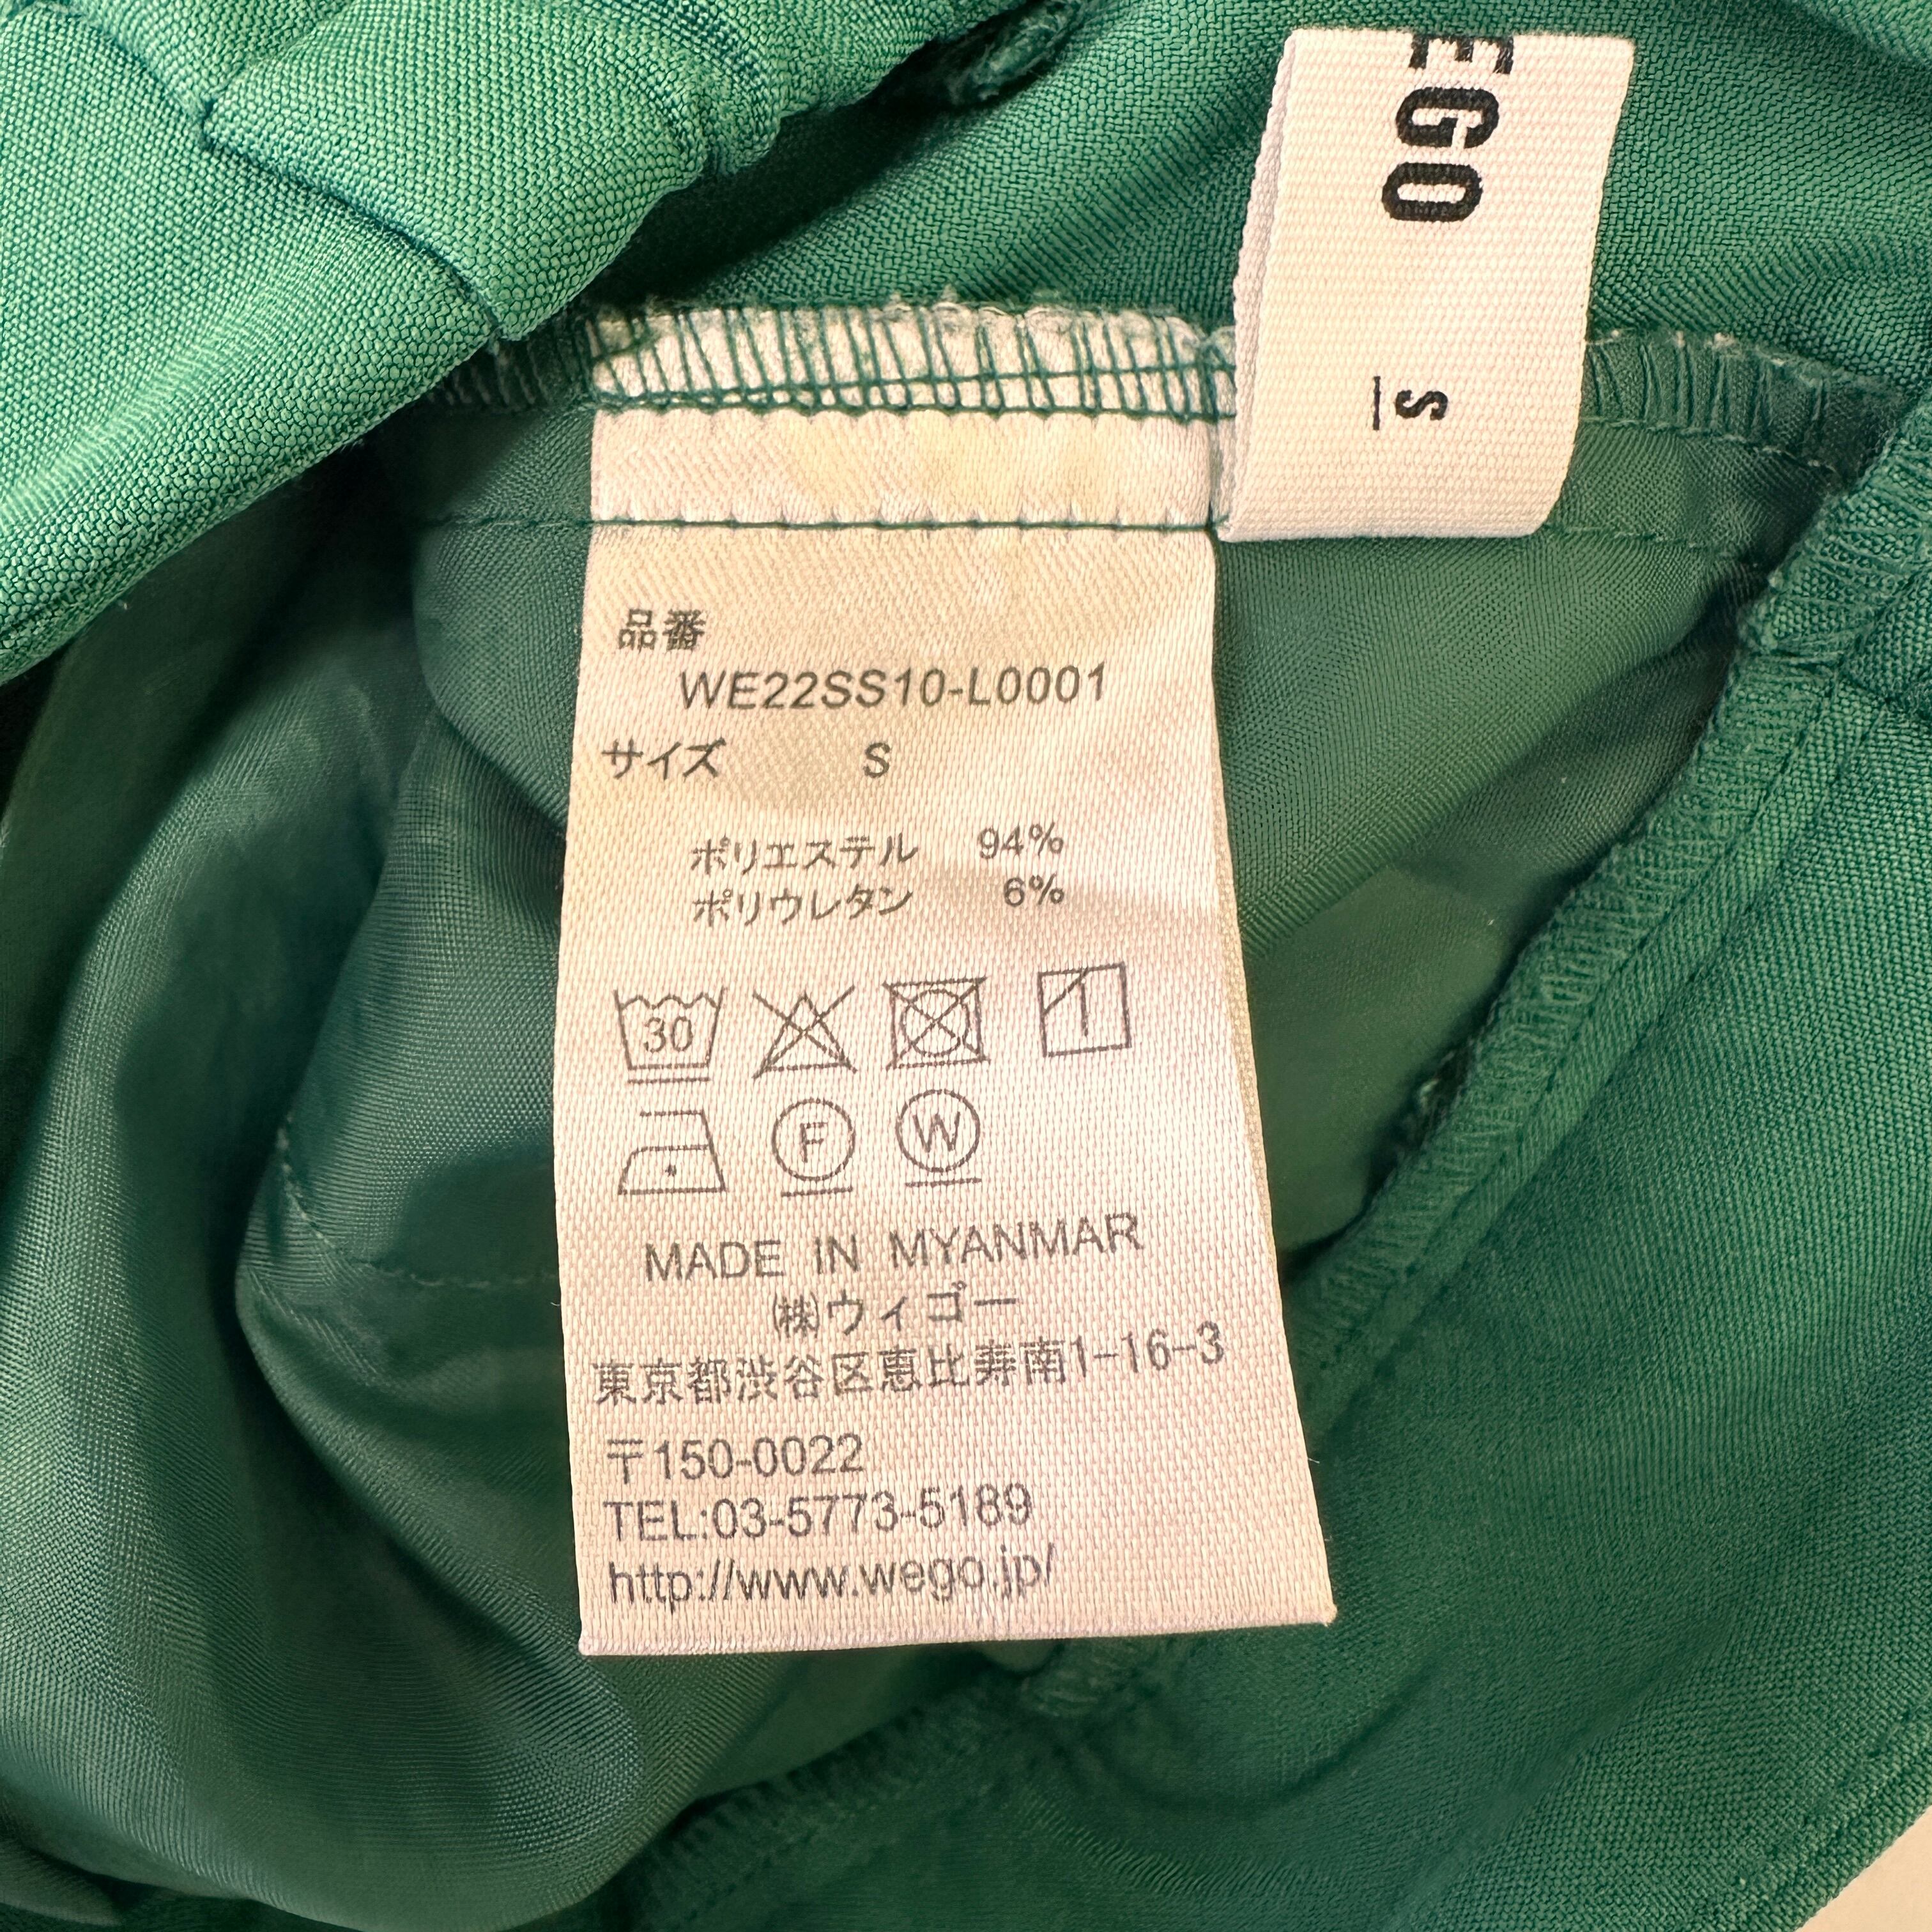 EGO
S
品番
WE22SS10-L0001
サイズ S
ポリエステル 94%
ポリウレタン 6%
30
F W
MADE IN MYANMAR
㈱ウィゴー
東京都渋谷区恵比寿南1-16-3
〒150-0022
TEL:03-5773-5189
http://www.wego.jp/